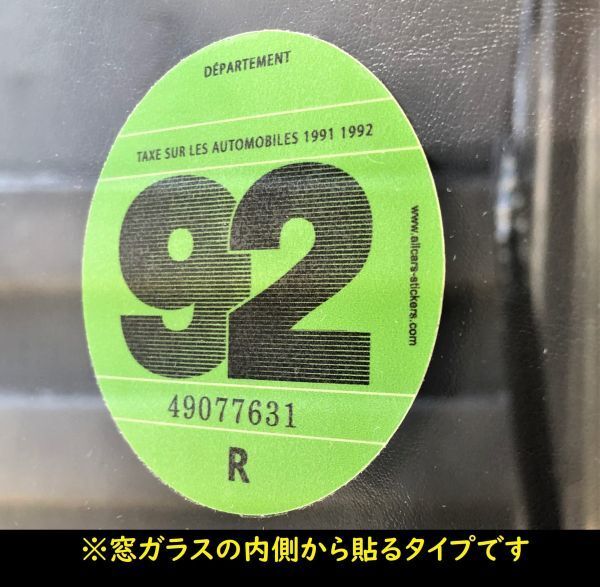 DÉPARTEMENT
TAXE SUR LES AUTOMOBILES 1991 1992
92
www.allcars-stickers.com
49077631
R
※窓ガラスの内側から貼るタイプです